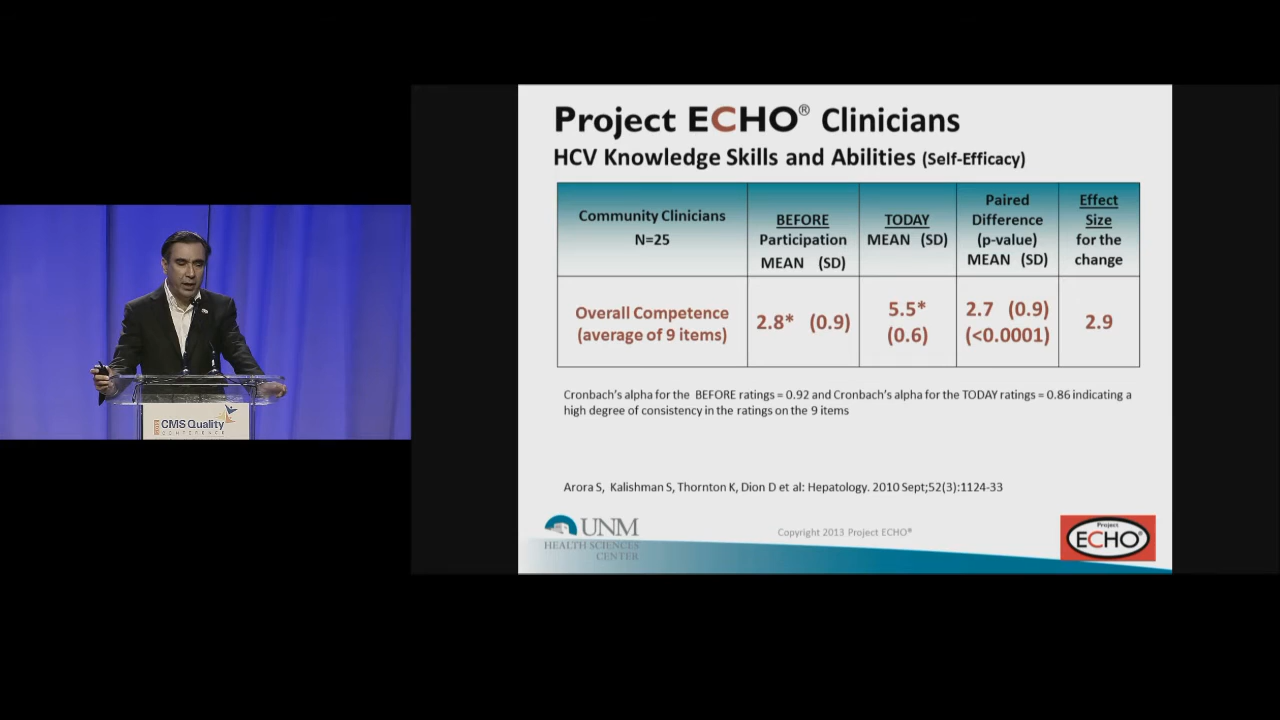 Project ECHO® Clinicians
HCV Knowledge Skills and Abilities (Self-Efficacy)
Community Clinicians
N=25
BEFORE
Participation
MEAN (SD)
TODAY
MEAN (SD)
Paired
Difference
(p-value)
MEAN (SD)
Effect
Size
for the
change
Overall Competence
(average of 9 items)
2.8* (0.9)
5.5*
(0.6)
2.7 (0.9)
(<0.0001)
2.9
Cronbach's alpha for the BEFORE ratings = 0.92 and Cronbach's alpha for the TODAY ratings = 0.86 indicating a
high degree of consistency in the ratings on the 9 items
Arora S, Kalishman S, Thornton K, Dion D et al: Hepatology. 2010 Sept;52(3):1124-33
UNM
HEALTH SCIENCES
CENTER
Copyright 2013 Project ECHO®
Project
ECHO®
CMS Quality
CONFERENCE